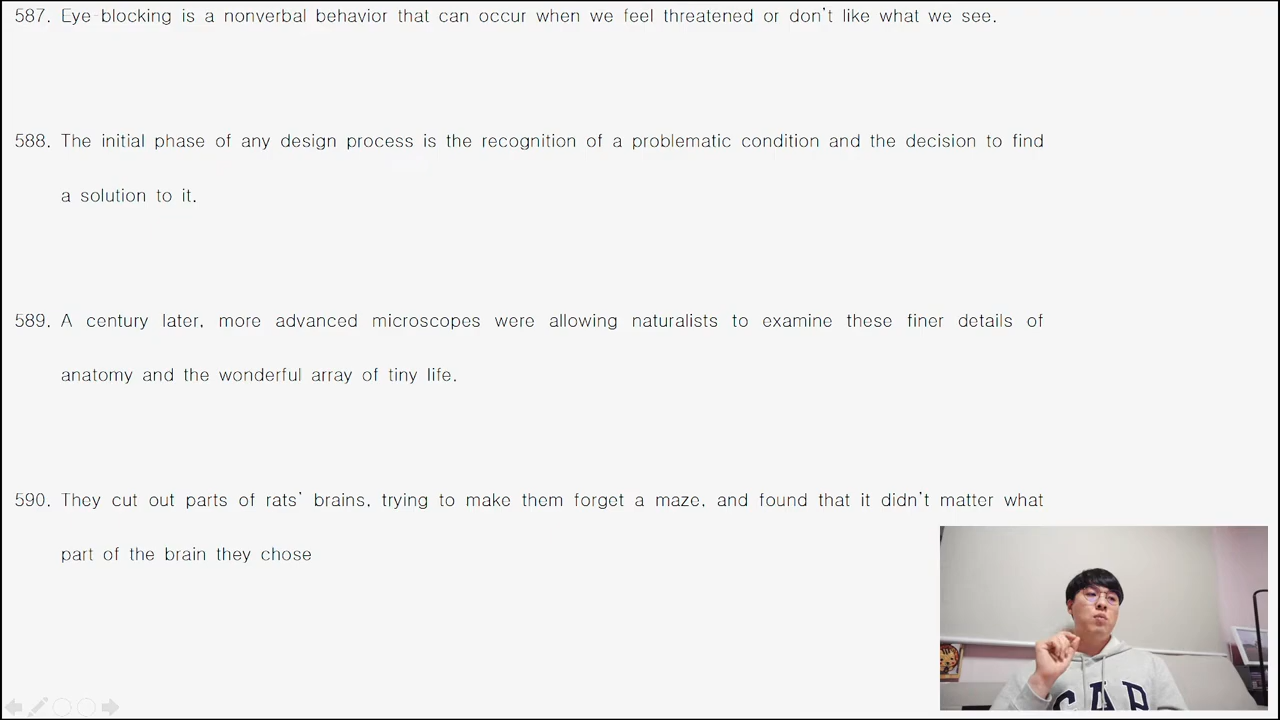 587. Eye-blocking is a nonverbal behavior that can occur when we feel threatened or don't like what we see.
588. The initial phase of any design process is the recognition of a problematic condition and the decision to find
a solution to it.
589. A century later, more advanced microscopes were allowing naturalists to examine these finer details of
anatomy and the wonderful array of tiny life.
590. They cut out parts of rats' brains, trying to make them forget a maze, and found that it didn't matter what
part of the brain they chose
GAP